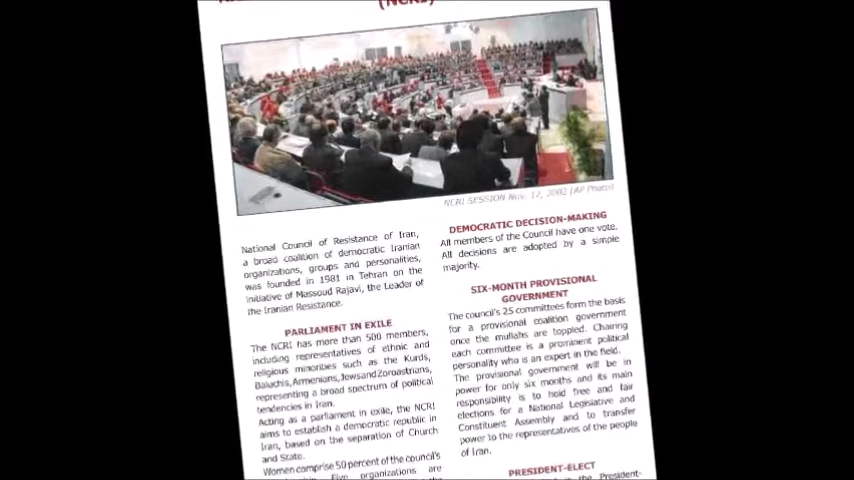 (NCRI)
NCRI SESSION Nov. 17, 2002 (AP Photo)
National Council of Resistance of Iran,
a broad coalition of democratic Iranian
organizations, groups and personalities,
was founded in 1981 in Tehran on the
initiative of Massoud Rajavi, the Leader of
the Iranian Resistance.
PARLIAMENT IN EXILE
The NCRI has more than 500 members,
including representatives of ethnic and
religious minorities such as the Kurds,
Baluchis, Armenians, Jews and Zoroastrians,
representing a broad spectrum of political
tendencies in Iran.
Acting as a parliament in exile, the NCRI
aims to establish a democratic republic in
Iran, based on the separation of Church
and State.
Women comprise 50 percent of the council's
Five organizations are
DEMOCRATIC DECISION-MAKING
All members of the Council have one vote.
All decisions are adopted by a simple
majority.
SIX-MONTH PROVISIONAL
GOVERNMENT
The council's 25 committees form the basis
for a provisional coalition government
once the mullahs are toppled. Chairing
each committee is a prominent political
personality who is an expert in the field.
The provisional government will be in
power for only six months and its main
responsibility is to hold free and fair
elections for a National Legislative and
Constituent Assembly and to transfer
power to the representatives of the people
of Iran.
PRESIDENT-ELECT
the President-